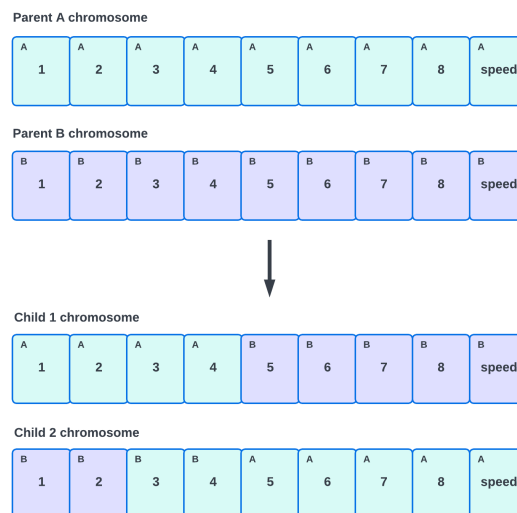 Parent A chromosome
A A A A A A A A A
1 2 3 4 5 6 7 8 speed
Parent B chromosome
B B B B B B B B B
1 2 3 4 5 6 7 8 speed
Child 1 chromosome
A A A A B B B B B
1 2 3 4 5 6 7 8 speed
Child 2 chromosome
B B B B A A A A A
1 2 3 4 5 6 7 8 speed